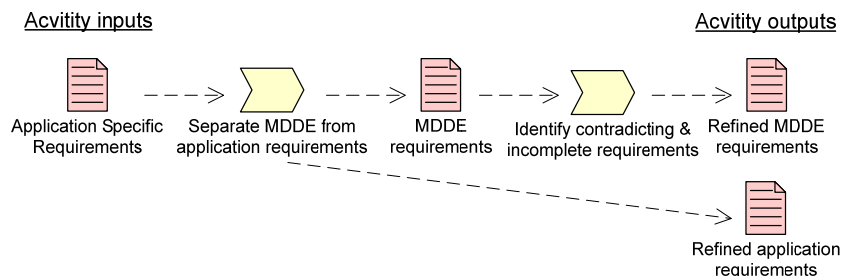 Acvitity inputs
Acvitity outputs
Application Specific
Requirements
Separate MDDE from
application requirements
MDDE
requirements
Identify contradicting &
incomplete requirements
Refined MDDE
requirements
Refined application
requirements